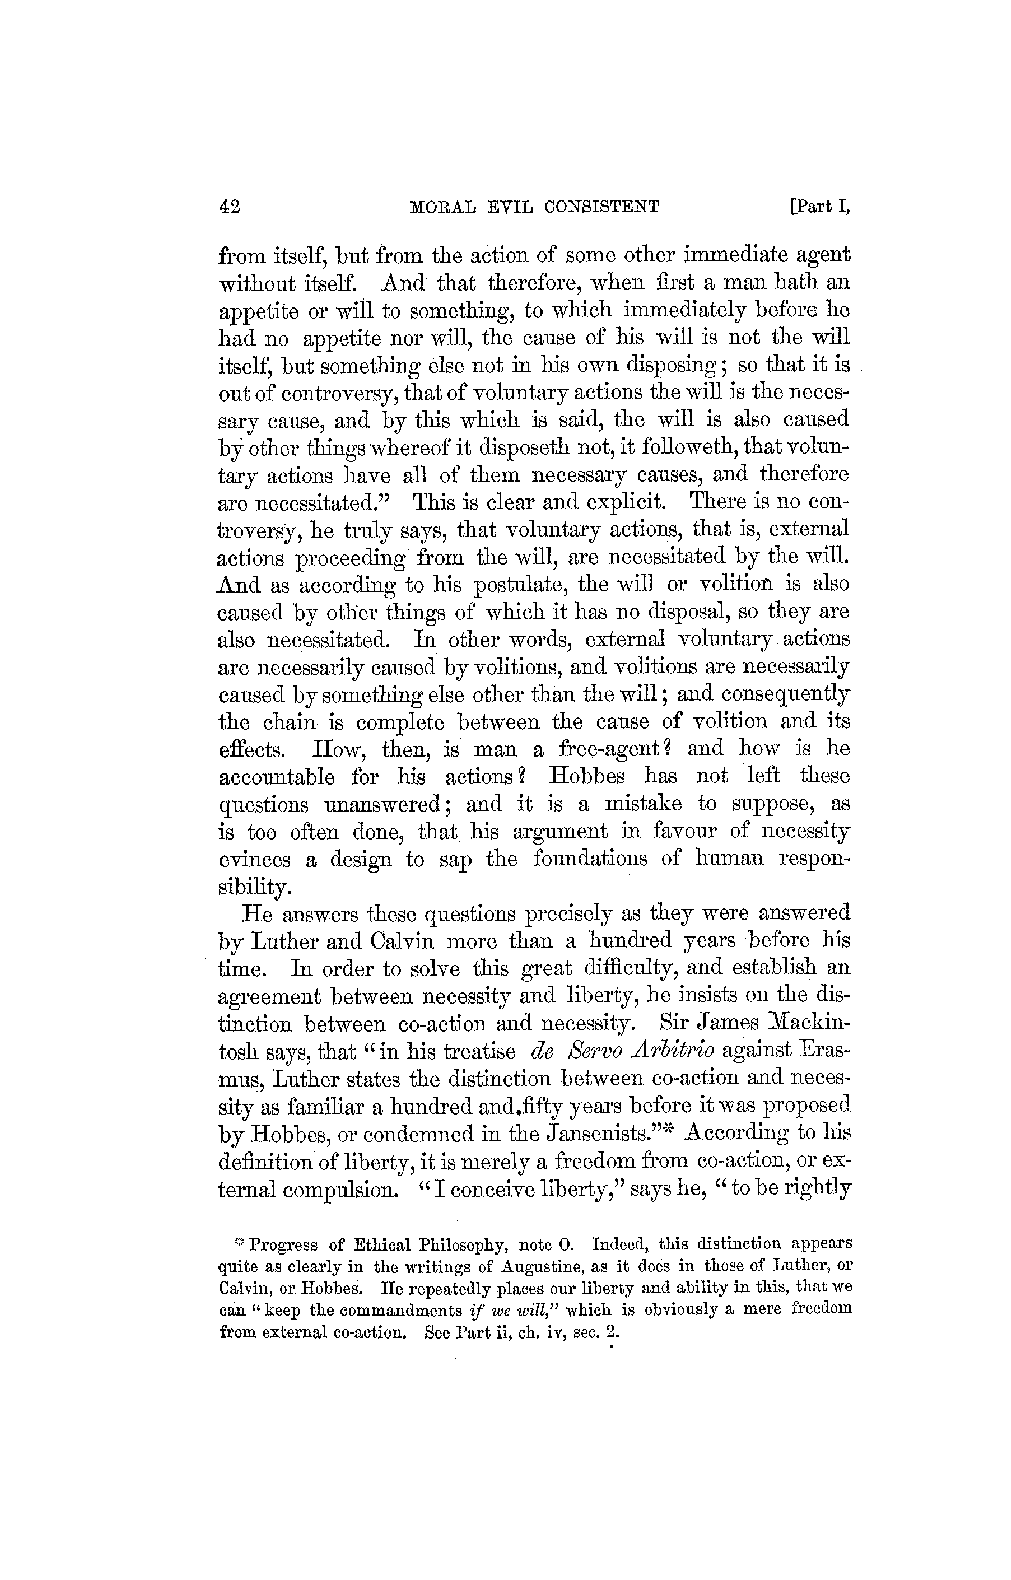 42 MORAL EVIL CONSISTENT [Part I,
from itself, but from the action of some other immediate agent
without itself. And that therefore, when first a man hath an
appetite or will to something, to which immediately before he
had no appetite nor will, the cause of his will is not the will
itself, but something else not in his own disposing; so that it is
out of controversy, that of voluntary actions the will is the neces-
sary cause, and by this which is said, the will is also caused
by other things whereof it disposeth not, it followeth, that volun-
tary actions have all of them necessary causes, and therefore
are necessitated.” This is clear and explicit. There is no con-
troversy, he truly says, that voluntary actions, that is, external
actions proceeding from the will, are necessitated by the will.
And as according to his postulate, the will or volition is also
caused by other things of which it has no disposal, so they are
also necessitated. In other words, external voluntary actions
are necessarily caused by volitions, and volitions are necessarily
caused by something else other than the will; and consequently
the chain is complete between the cause of volition and its
effects. How, then, is man a free-agent? and how is he
accountable for his actions? Hobbes has not left these
questions unanswered; and it is a mistake to suppose, as
is too often done, that his argument in favour of necessity
evinces a design to sap the foundations of human respon-
sibility.
He answers these questions precisely as they were answered
by Luther and Calvin more than a hundred years before his
time. In order to solve this great difficulty, and establish an
agreement between necessity and liberty, he insists on the dis-
tinction between co-action and necessity. Sir James Mackin-
tosh says, that “in his treatise de Servo Arbitrio against Eras-
mus, Luther states the distinction between co-action and neces-
sity as familiar a hundred and fifty years before it was proposed
by Hobbes, or condemned in the Jansenists.”* According to his
definition of liberty, it is merely a freedom from co-action, or ex-
ternal compulsion. “I conceive liberty,” says he, “to be rightly
* Progress of Ethical Philosophy, note O. Indeed, this distinction appears
quite as clearly in the writings of Augustine, as it does in those of Luther, or
Calvin, or Hobbes. He repeatedly places our liberty and ability in this, that we
can “keep the commandments if we will,” which is obviously a mere freedom
from external co-action. See Part ii, ch. iv, sec. 2.